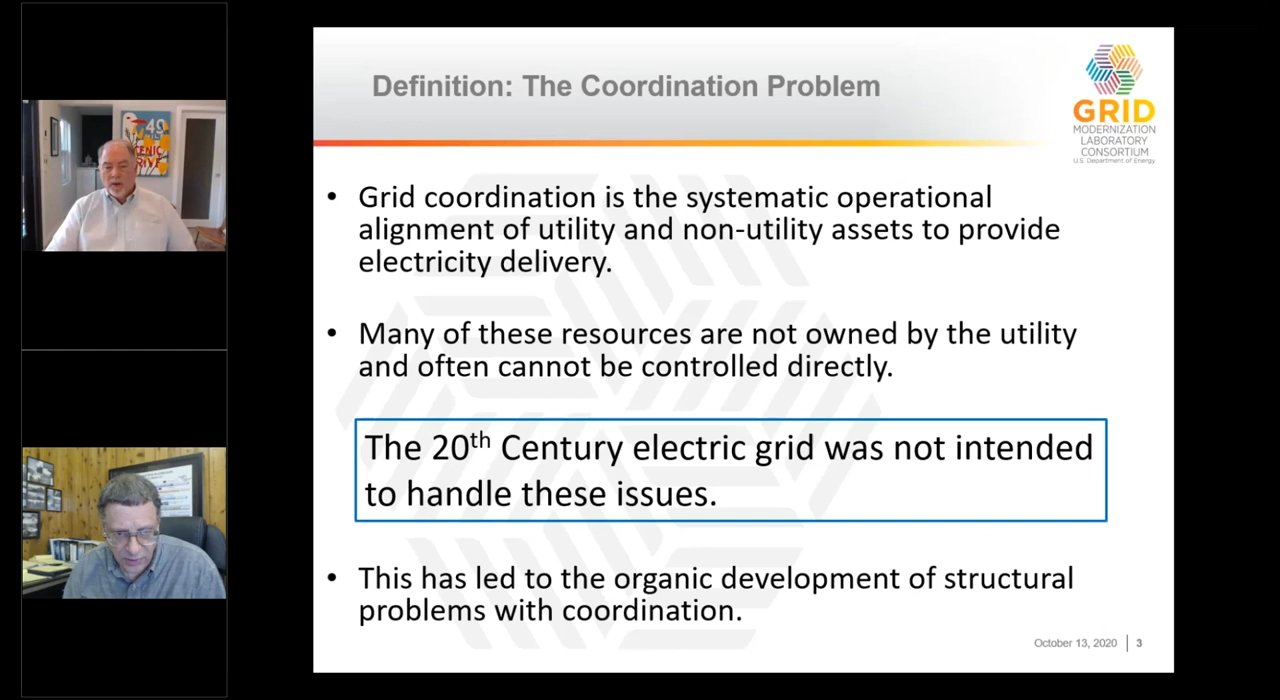 Definition: The Coordination Problem
GRID
MODERNIZATION
LABORATORY
CONSORTIUM
U.S. Department of Energy
• Grid coordination is the systematic operational
alignment of utility and non-utility assets to provide
electricity delivery.
• Many of these resources are not owned by the utility
and often cannot be controlled directly.
The 20th Century electric grid was not intended
to handle these issues.
• This has led to the organic development of structural
problems with coordination.
October 13, 2020 | 3
49